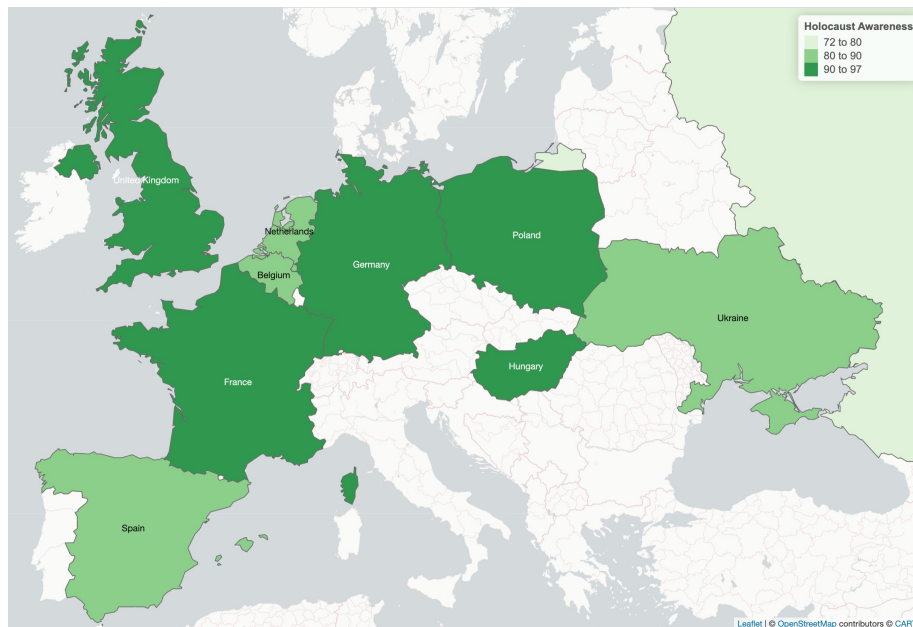 Holocaust Awareness
72 to 80
80 to 90
90 to 97
United Kingdom
Netherlands
Belgium
Germany
Poland
Ukraine
France
Hungary
Spain
Leaflet | © OpenStreetMap contributors © CAR